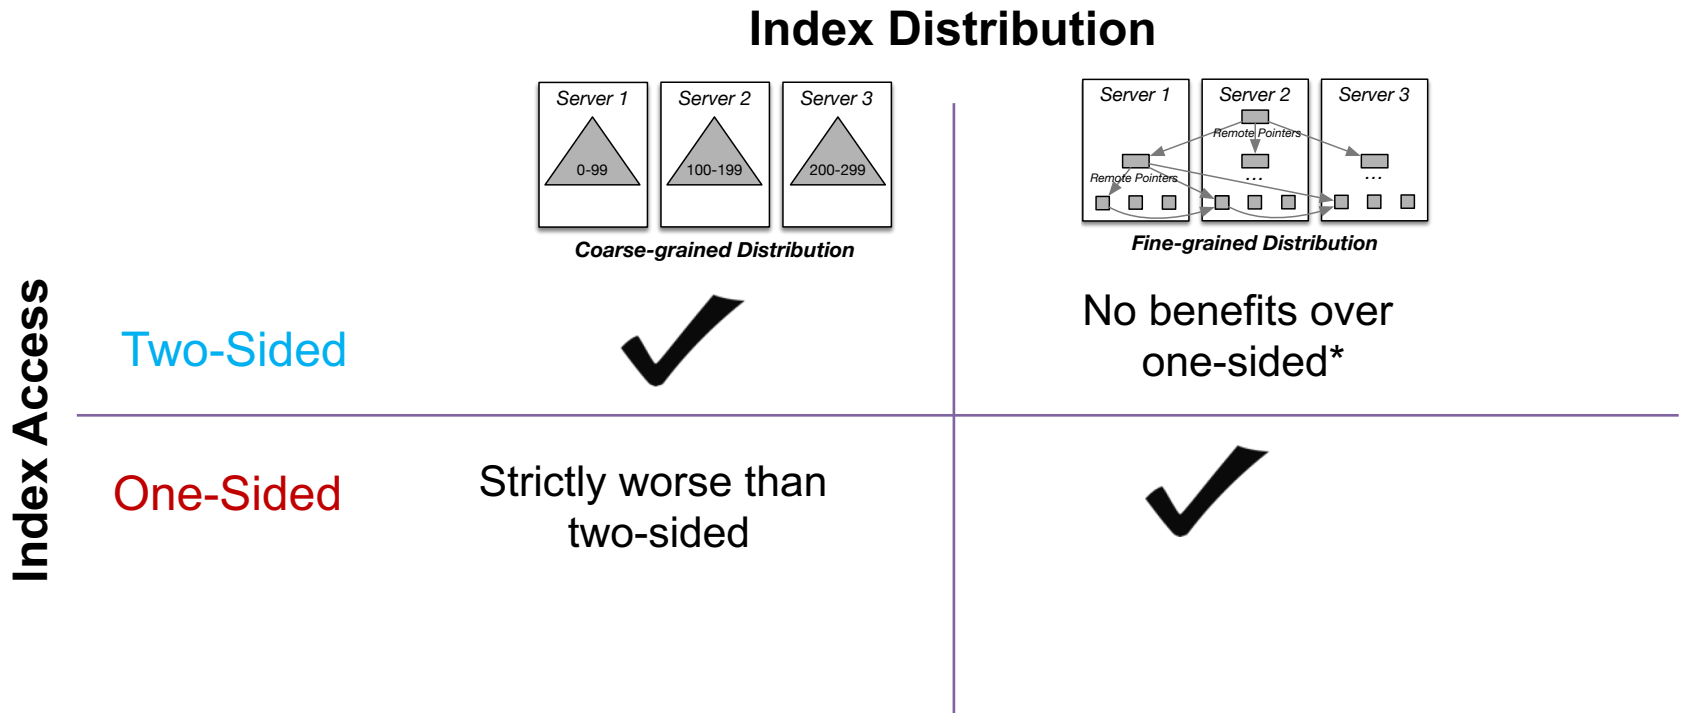 Index Distribution
Server 1
Server 2
Server 3
0-99
100-199
200-299
Coarse-grained Distribution
Server 1
Server 2
Server 3
Remote Pointers
...
...
Remote Pointers
Fine-grained Distribution
Index Access
Two-Sided
No benefits over
one-sided*
One-Sided
Strictly worse than
two-sided